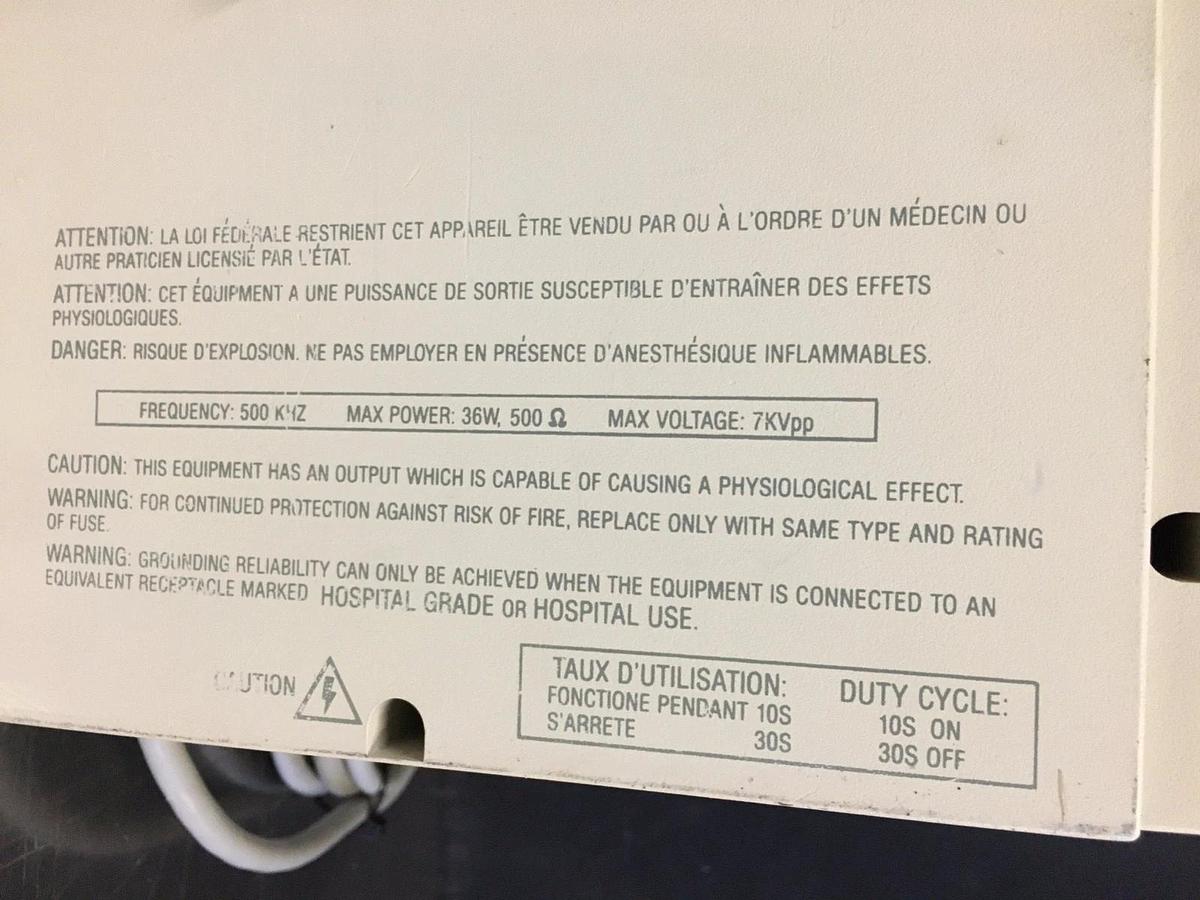 ATTENTION: LA LOI FÉDÉRALE RESTRIENT CET APPAREIL ÊTRE VENDU PAR OU À L'ORDRE D'UN MÉDECIN OU
AUTRE PRATICIEN LICENSIÉ PAR L'ÉTAT.
ATTENTION: CET ÉQUIPMENT A UNE PUISSANCE DE SORTIE SUSCEPTIBLE D'ENTRAÎNER DES EFFETS
PHYSIOLOGIQUES.
DANGER: RISQUE D'EXPLOSION. NE PAS EMPLOYER EN PRÉSENCE D'ANESTHÉSIQUE INFLAMMABLES.
FREQUENCY: 500 KHZ MAX POWER: 36W, 500 Ω MAX VOLTAGE: 7KVpp
CAUTION: THIS EQUIPMENT HAS AN OUTPUT WHICH IS CAPABLE OF CAUSING A PHYSIOLOGICAL EFFECT.
WARNING: FOR CONTINUED PROTECTION AGAINST RISK OF FIRE, REPLACE ONLY WITH SAME TYPE AND RATING
OF FUSE.
WARNING: GROUNDING RELIABILITY CAN ONLY BE ACHIEVED WHEN THE EQUIPMENT IS CONNECTED TO AN
EQUIVALENT RECEPTACLE MARKED HOSPITAL GRADE OR HOSPITAL USE.
CAUTION
TAUX D'UTILISATION: DUTY CYCLE:
FONCTIONE PENDANT 10S 10S ON
S'ARRETE 30S 30S OFF